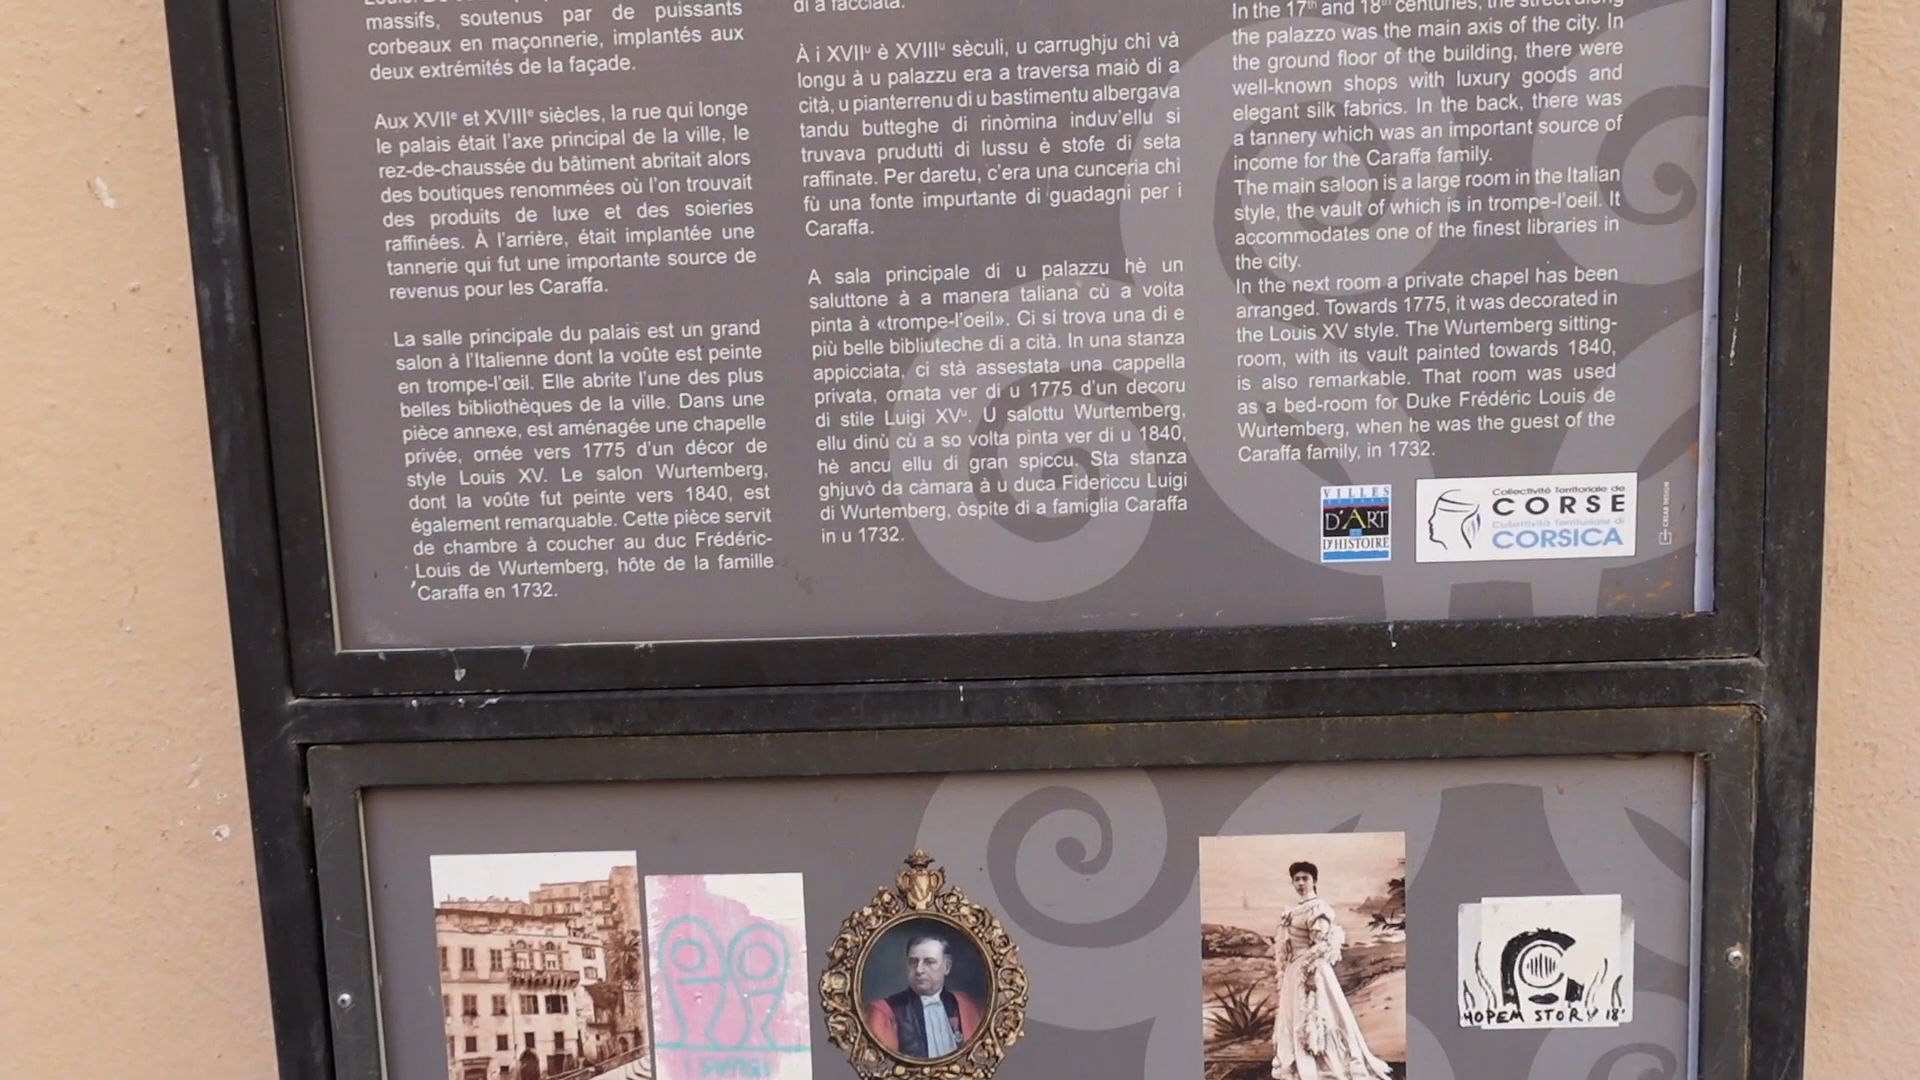 massifs, soutenus par de puissants
corbeaux en maçonnerie, implantés aux
deux extrémités de la façade.
Aux XVIIᵉ et XVIIIᵉ siècles, la rue qui longe
le palais était l'axe principal de la ville, le
rez-de-chaussée du bâtiment abritait alors
des boutiques renommées où l'on trouvait
des produits de luxe et des soieries
raffinées. À l'arrière, était implantée une
tannerie qui fut une importante source de
revenus pour les Caraffa.
La salle principale du palais est un grand
salon à l'Italienne dont la voûte est peinte
en trompe-l'œil. Elle abrite l'une des plus
belles bibliothèques de la ville. Dans une
pièce annexe, est aménagée une chapelle
privée, ornée vers 1775 d'un décor de
style Louis XV. Le salon Wurtemberg,
dont la voûte fut peinte vers 1840, est
également remarquable. Cette pièce servit
de chambre à coucher au duc Frédéric-
Louis de Wurtemberg, hôte de la famille
Caraffa en 1732.
di a facciata.
À i XVIIᵘ è XVIIIᵘ sèculi, u carrughju chì và
longu à u palazzu era a traversa maiò di a
cità, u pianterrenu di u bastimentu albergava
tandu butteghe di rinòmina induv'ellu si
truvava prudutti di lussu è stofe di seta
raffinate. Per daretu, c'era una cunceria chì
fù una fonte impurtante di guadagni per i
Caraffa.
A sala principale di u palazzu hè un
saluttone à a manera taliana cù a volta
pinta à «trompe-l'oeil». Ci si trova una di e
più belle bibliuteche di a cità. In una stanza
appicciata, ci stà assestata una cappella
privata, ornata ver di u 1775 d'un decoru
di stile Luigi XVᵘ. U salottu Wurtemberg,
ellu dinù cù a so volta pinta ver di u 1840,
hè ancu ellu di gran spiccu. Sta stanza
ghjuvò da càmara à u duca Fidericcu Luigi
di Wurtemberg, òspite di a famiglia Caraffa
in u 1732.
In the 17th and 18th centuries, the street along
the palazzo was the main axis of the city. In
the ground floor of the building, there were
well-known shops with luxury goods and
elegant silk fabrics. In the back, there was
a tannery which was an important source of
income for the Caraffa family.
The main saloon is a large room in the Italian
style, the vault of which is in trompe-l'oeil. It
accommodates one of the finest libraries in
the city.
In the next room a private chapel has been
arranged. Towards 1775, it was decorated in
the Louis XV style. The Wurtemberg sitting-
room, with its vault painted towards 1840,
is also remarkable. That room was used
as a bed-room for Duke Frédéric Louis de
Wurtemberg, when he was the guest of the
Caraffa family, in 1732.
VILLES
D'ART
D'HISTOIRE
Collectivité Territoriale de
CORSE
Cullettività Territuriale di
CORSICA
HOPEM STORY 18'